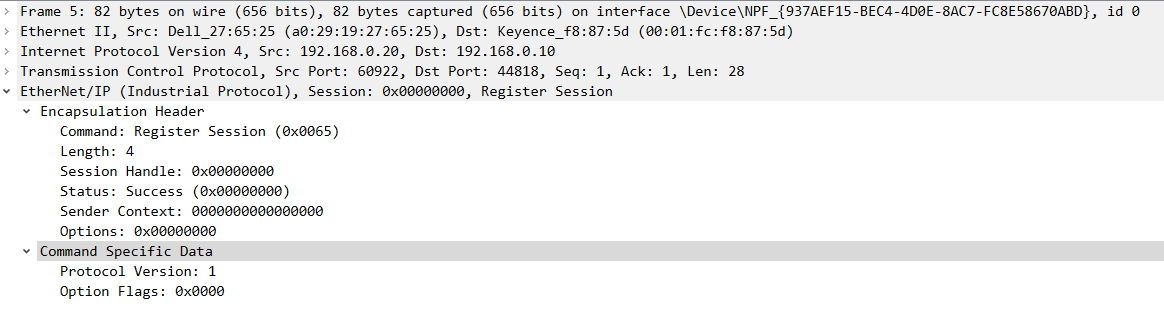 Frame 5: 82 bytes on wire (656 bits), 82 bytes captured (656 bits) on interface \Device\NPF_{937AEF15-BEC4-4D0E-8AC7-FC8E58670ABD}, id 0
Ethernet II, Src: Dell_27:65:25 (a0:29:19:27:65:25), Dst: Keyence_f8:87:5d (00:01:fc:f8:87:5d)
Internet Protocol Version 4, Src: 192.168.0.20, Dst: 192.168.0.10
Transmission Control Protocol, Src Port: 60922, Dst Port: 44818, Seq: 1, Ack: 1, Len: 28
EtherNet/IP (Industrial Protocol), Session: 0x00000000, Register Session
Encapsulation Header
Command: Register Session (0x0065)
Length: 4
Session Handle: 0x00000000
Status: Success (0x00000000)
Sender Context: 0000000000000000
Options: 0x00000000
Command Specific Data
Protocol Version: 1
Option Flags: 0x0000